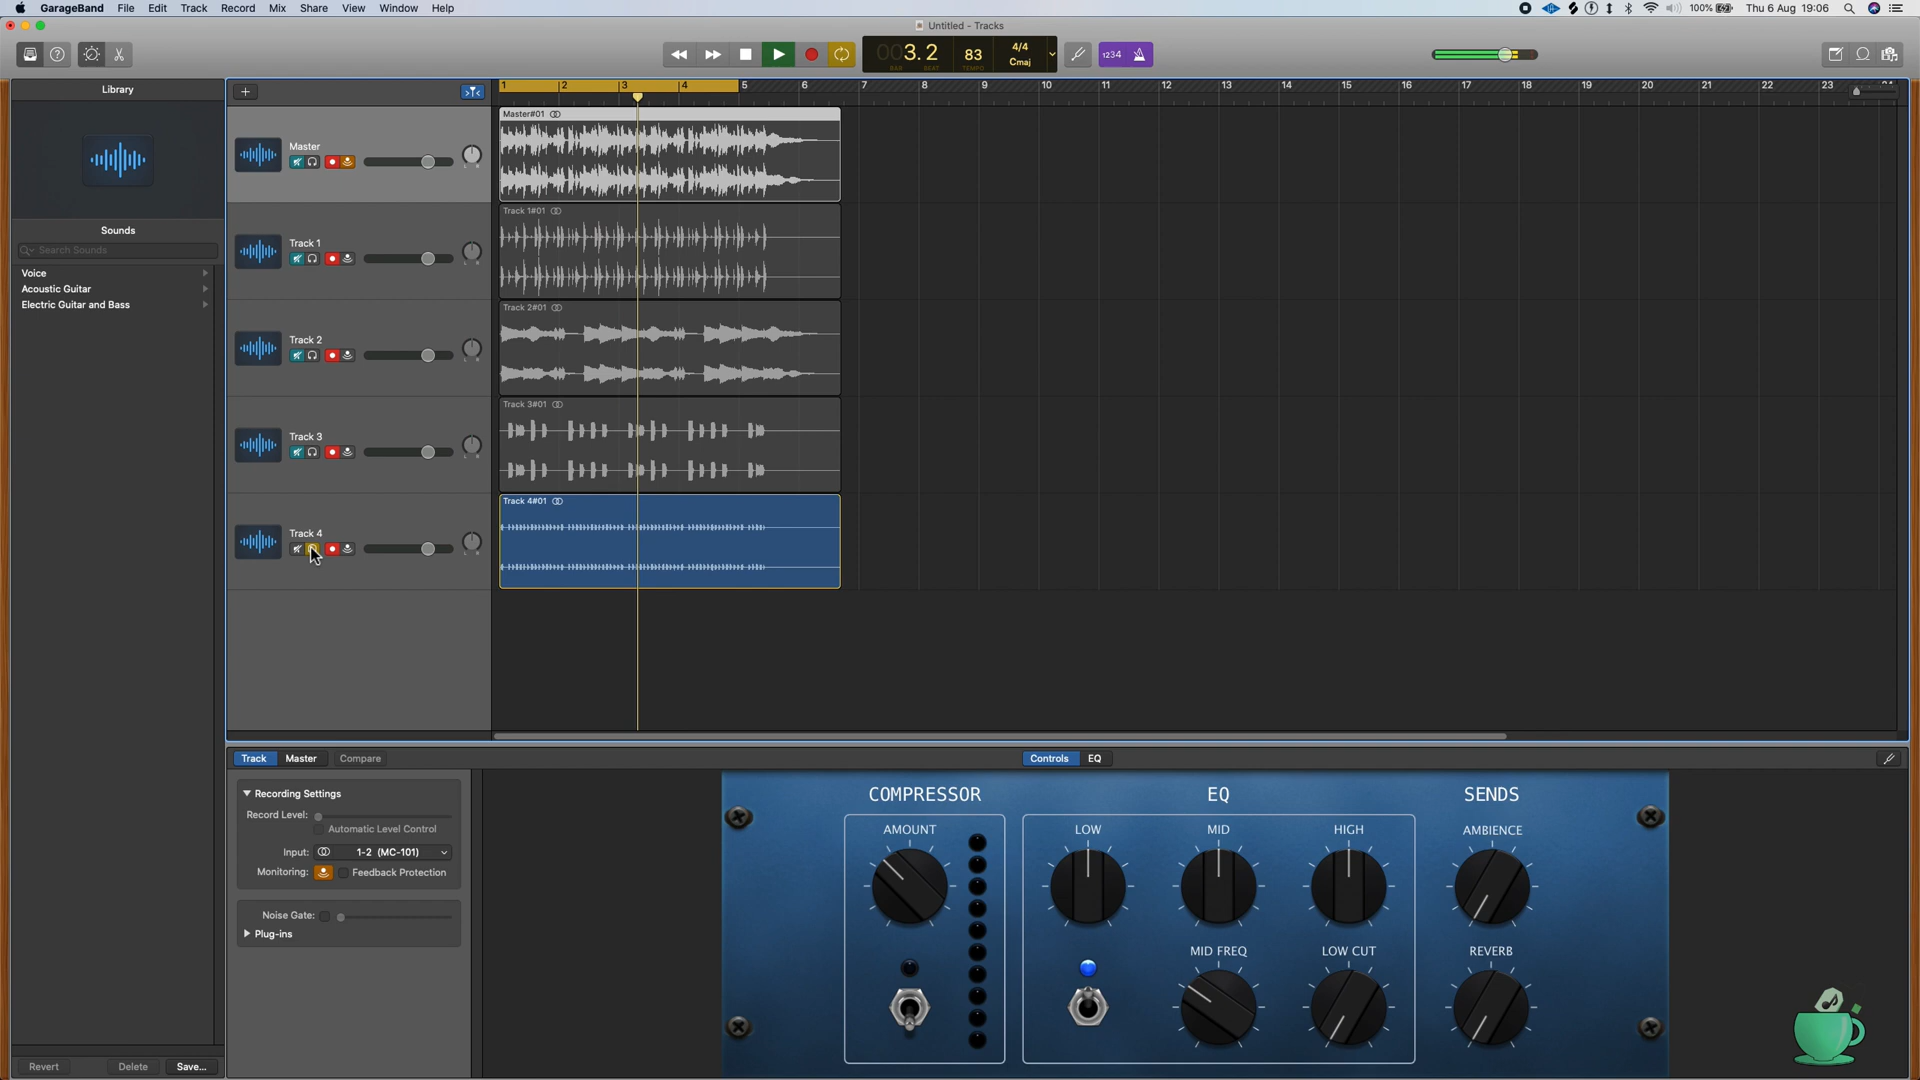 GarageBand File Edit Track Record Mix Share View Window Help
100% Thu 6 Aug 19:06
Untitled - Tracks
003.2 83 4/4 Cmaj
BAR BEAT TEMPO
1234
Library
1 2 3 4 5 6 7 8 9 10 11 12 13 14 15 16 17 18 19 20 21 22 23
Master#01
Master
L R
Track 1#01
Sounds
Track 1
Search Sounds
L R
Voice
Acoustic Guitar
Electric Guitar and Bass
Track 2#01
Track 2
L R
Track 3#01
Track 3
L R
Track 4#01
Track 4
L R
Track Master Compare
Controls EQ
Recording Settings
Record Level:
Automatic Level Control
Input: 1-2 (MC-101)
Monitoring: Feedback Protection
Noise Gate:
Plug-ins
COMPRESSOR EQ SENDS
AMOUNT LOW MID HIGH AMBIENCE
MID FREQ LOW CUT REVERB
Revert Delete Save...